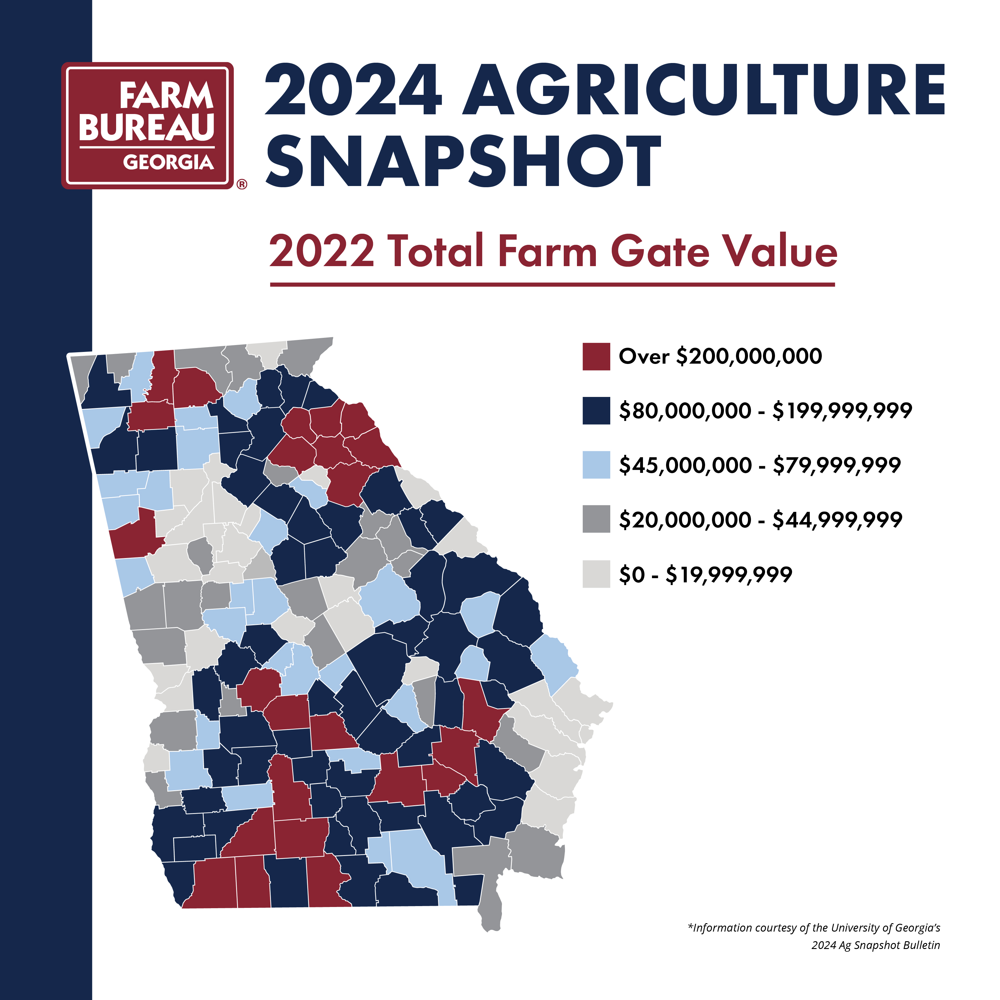 FARM
BUREAU
GEORGIA
®
2024 AGRICULTURE
SNAPSHOT
2022 Total Farm Gate Value
Over $200,000,000
$80,000,000 - $199,999,999
$45,000,000 - $79,999,999
$20,000,000 - $44,999,999
$0 - $19,999,999
*Information courtesy of the University of Georgia's
2024 Ag Snapshot Bulletin